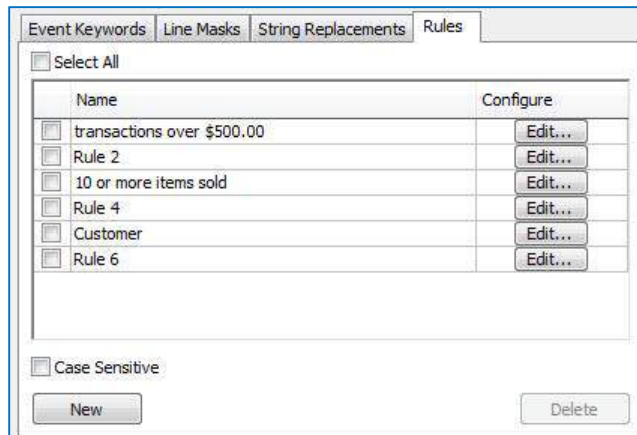 Event Keywords Line Masks String Replacements Rules
Select All
Name Configure
transactions over $500.00 Edit...
Rule 2 Edit...
10 or more items sold Edit...
Rule 4 Edit...
Customer Edit...
Rule 6 Edit...
Case Sensitive
New Delete